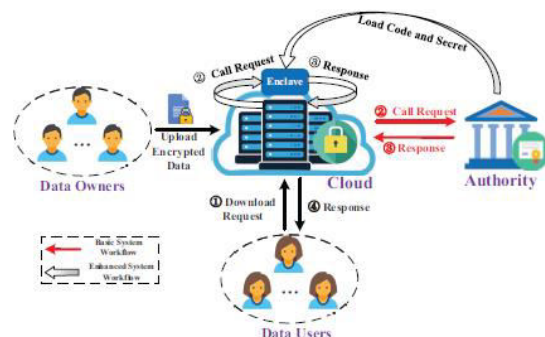 Load Code and Secret
② Call Request
③ Response
Enclave
② Call Request
③ Response
Upload
Encrypted
Data
Data Owners
Cloud
Authority
① Download
Request
④ Response
Basic System
Workflow
Enhanced System
Workflow
Data Users